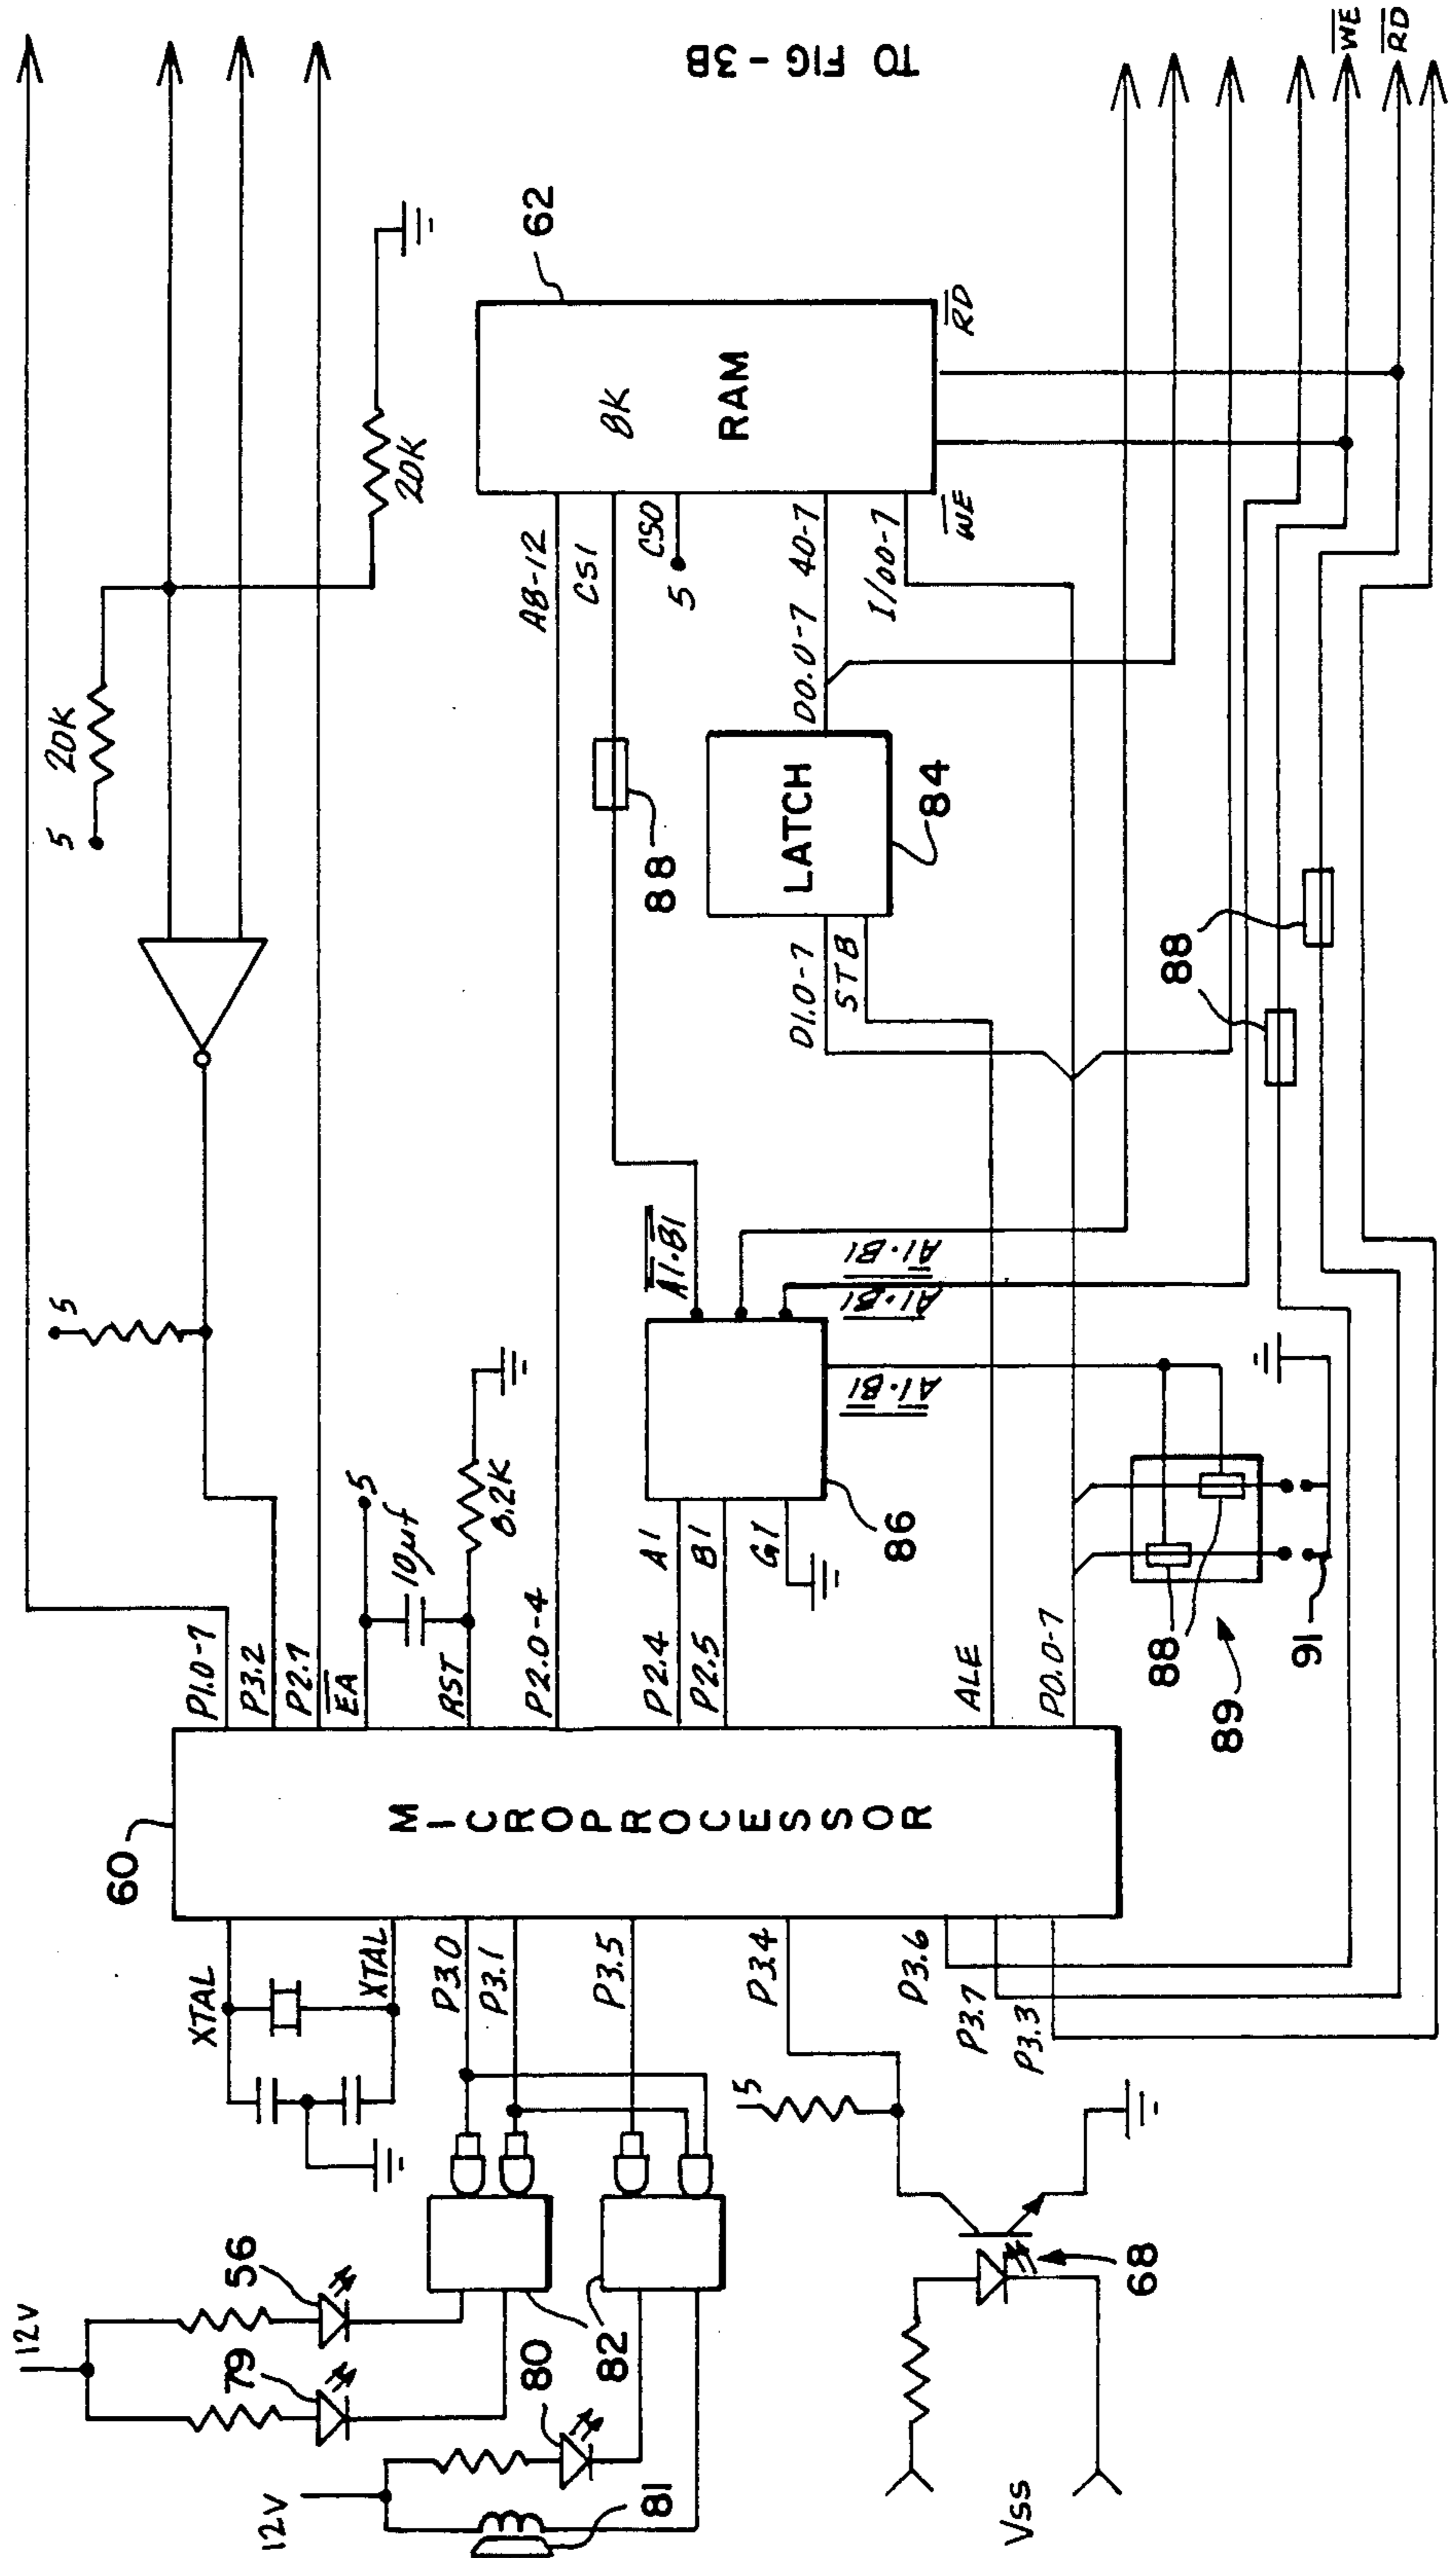 TO FIG - 3B
5
20K
20K
5
P1.0-7
P3.2
P2.7
EA
5
10µf
RST
8.2K
P2.0-4
A8-12
CS1
CS0
5
8K
RAM
62
RD
WE
WE
RD
88
A1·B1
A1·B1
A1·B1
A1·B1
P2.4
A1
P2.5
B1
G1
86
LATCH
84
D1.0-7
STB
D0.0-7
A0-7
I/O0-7
ALE
P0.0-7
88
88
89
91
60
MICROPROCESSOR
XTAL
XTAL
P3.0
P3.1
P3.5
P3.4
P3.6
P3.7
P3.3
12V
56
79
12V
80
82
81
5
68
Vss